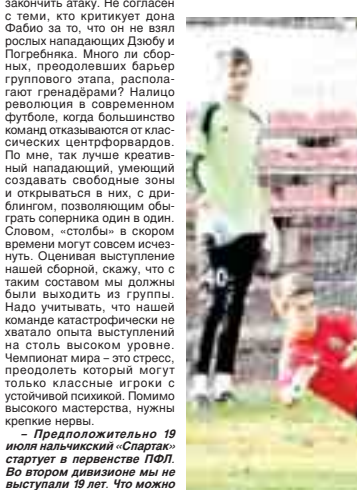 закончить атаку. Не согласен
с теми, кто критикует дона
Фабио за то, что он не взял
рослых нападающих Дзюбу и
Погребняка. Много ли сбор-
ных, преодолевших барьер
группового этапа, распола-
гают гренадёрами? Налицо
революция в современном
футболе, когда большинство
команд отказываются от клас-
сических центрфорвардов.
По мне, так лучше креатив-
ный нападающий, умеющий
создавать свободные зоны
и открываться в них, с дри-
блингом, позволяющим обы-
грать соперника один в один.
Словом, «столбы» в скором
времени могут совсем исчез-
нуть. Оценивая выступление
нашей сборной, скажу, что с
таким составом мы должны
были выходить из группы.
Надо учитывать, что нашей
команде катастрофически не
хватало опыта выступлений
на столь высоком уровне.
Чемпионат мира – это стресс,
преодолеть который могут
только классные игроки с
устойчивой психикой. Помимо
высокого мастерства, нужны
крепкие нервы.
– Предположительно 19
июля нальчикский «Спартак»
стартует в первенстве ПФЛ.
Во втором дивизионе мы не
выступали 19 лет. Что можно